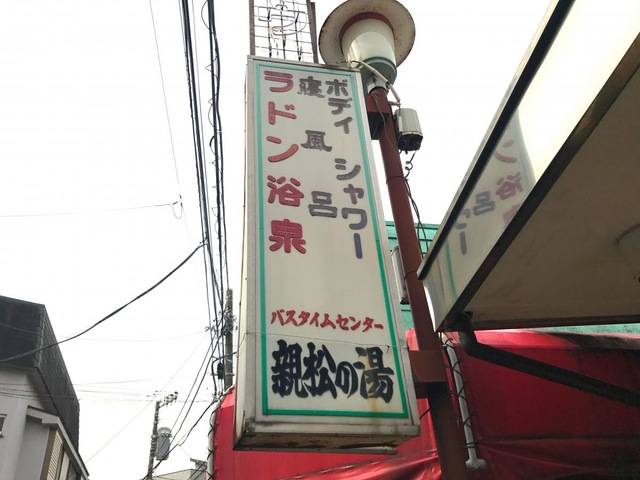 ボディシャワー
寝風呂
ラドン浴泉
バスタイムセンター
親松の湯